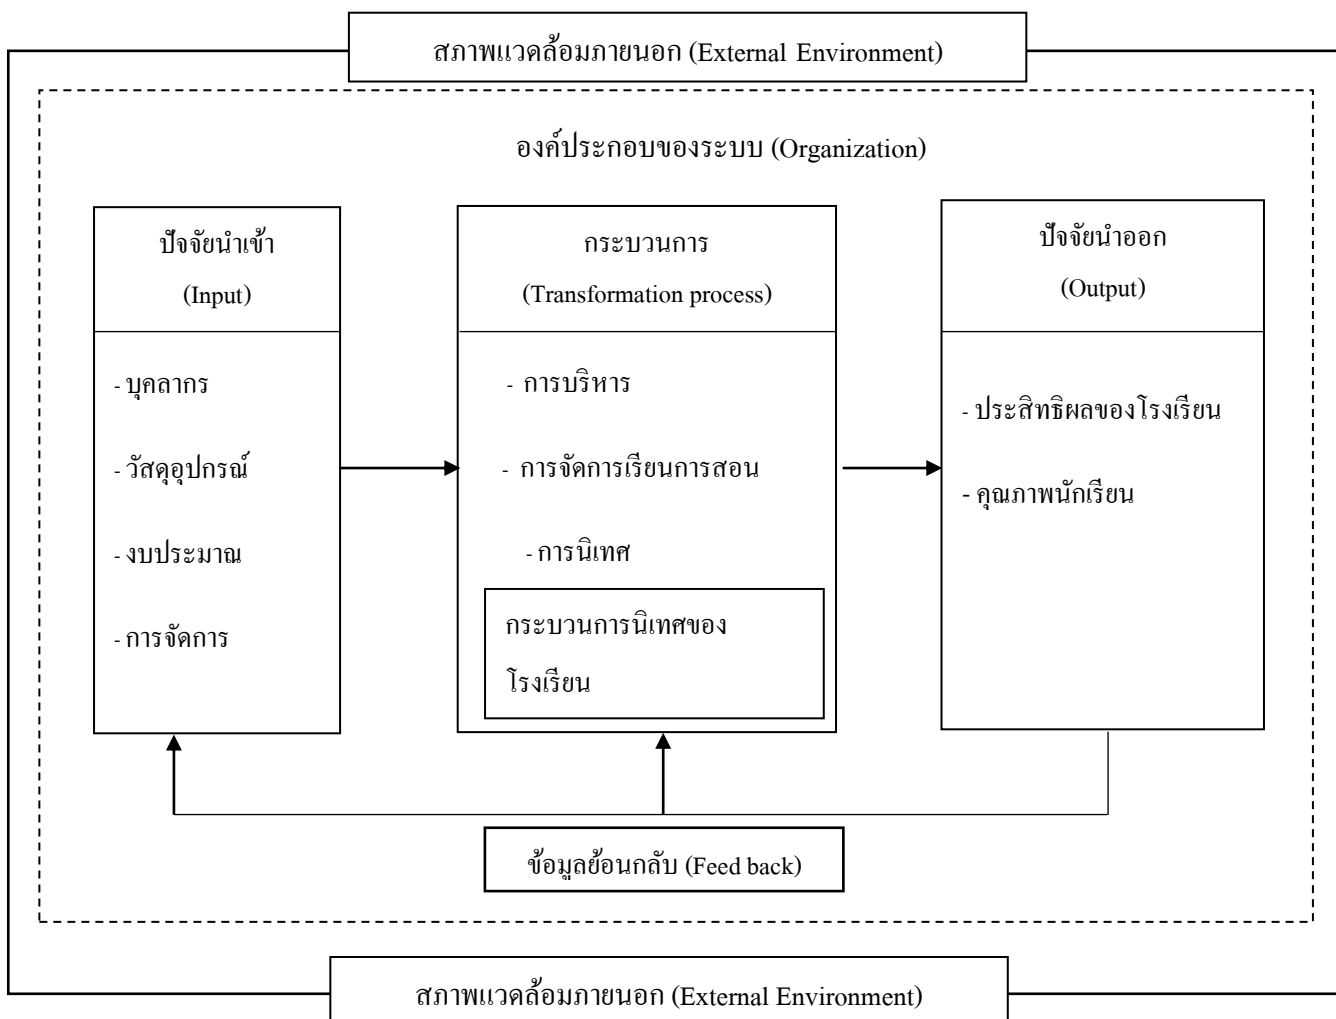 สภาพแวดล้อมภายนอก (External Environment)
องค์ประกอบของระบบ (Organization)
ปัจจัยนำเข้า
(Input)
- บุคลากร
- วัสดุอุปกรณ์
- งบประมาณ
- การจัดการ
กระบวนการ
(Transformation process)
- การบริหาร
- การจัดการเรียนการสอน
- การนิเทศ
กระบวนการนิเทศของ
โรงเรียน
ปัจจัยนำออก
(Output)
- ประสิทธิผลของโรงเรียน
- คุณภาพนักเรียน
ข้อมูลย้อนกลับ (Feed back)
สภาพแวดล้อมภายนอก (External Environment)